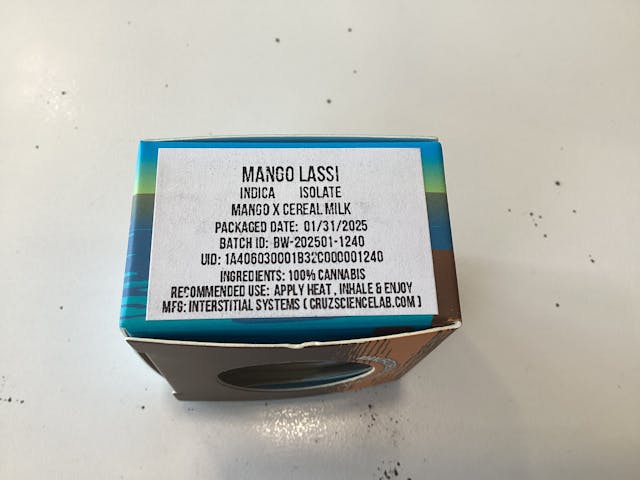 MANGO LASSI
INDICA ISOLATE
MANGO X CEREAL MILK
PACKAGED DATE: 01/31/2025
BATCH ID: BW-202501-1240
UID: 1A406030001B32C000001240
INGREDIENTS: 100% CANNABIS
RECOMMENDED USE: APPLY HEAT, INHALE & ENJOY
MFG: INTERSTITIAL SYSTEMS ( CRUZSCIENCELAB.COM )